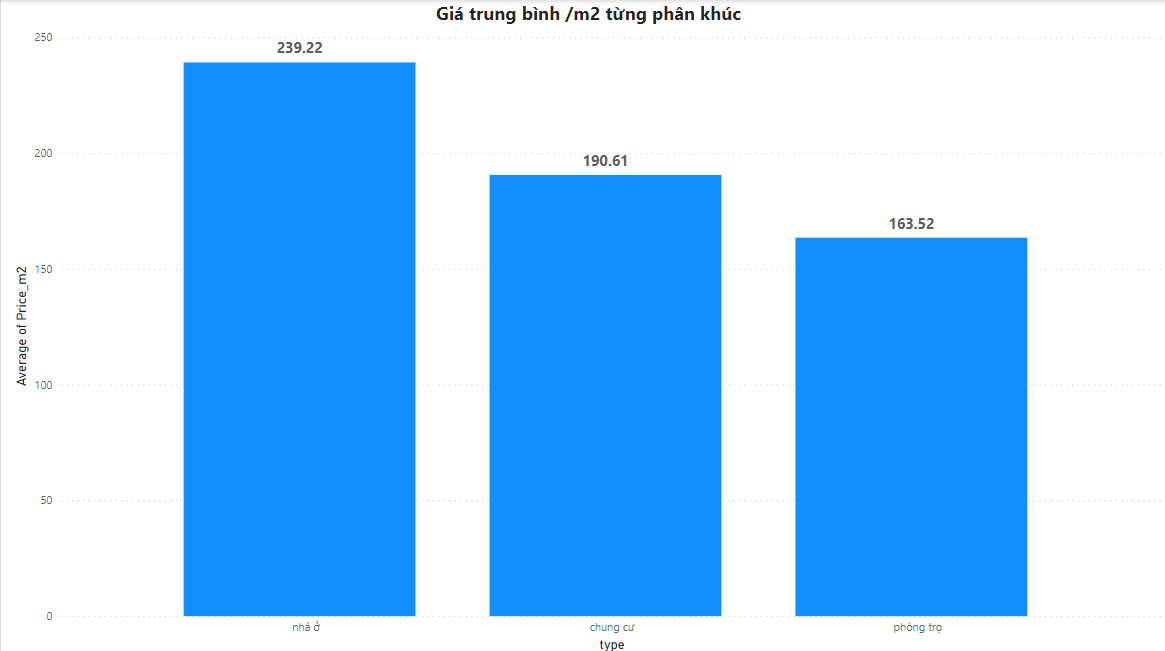 Giá trung bình /m2 từng phân khúc
250
239.22
200
190.61
163.52
150
100
50
0
Average of Price_m2
nhà ở
chung cư
phòng trọ
type